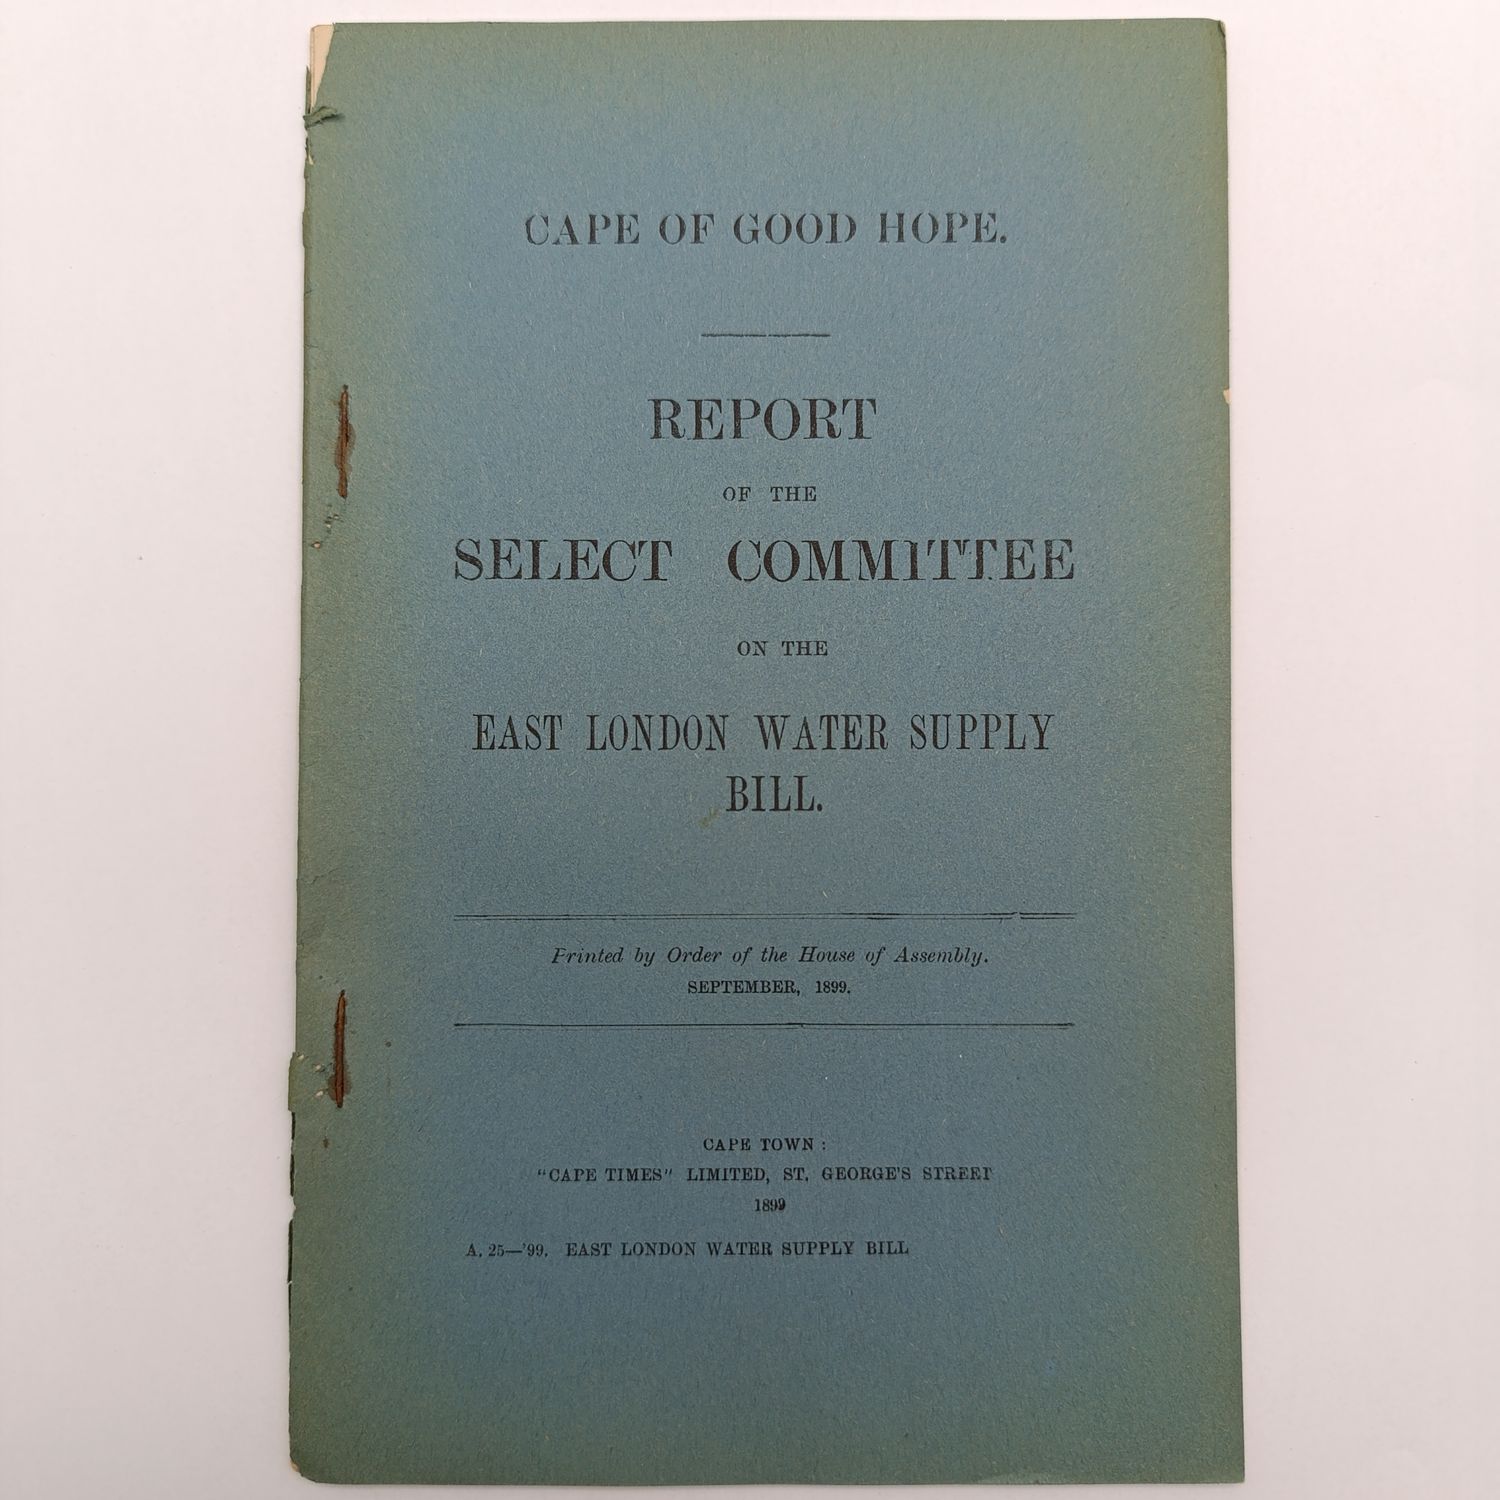 CAPE OF GOOD HOPE.
REPORT
OF THE
SELECT COMMITTEE
ON THE
EAST LONDON WATER SUPPLY
BILL.
Printed by Order of the House of Assembly.
SEPTEMBER, 1899.
CAPE TOWN :
"CAPE TIMES" LIMITED, ST. GEORGE'S STREET
1899
A. 25—'99. EAST LONDON WATER SUPPLY BILL